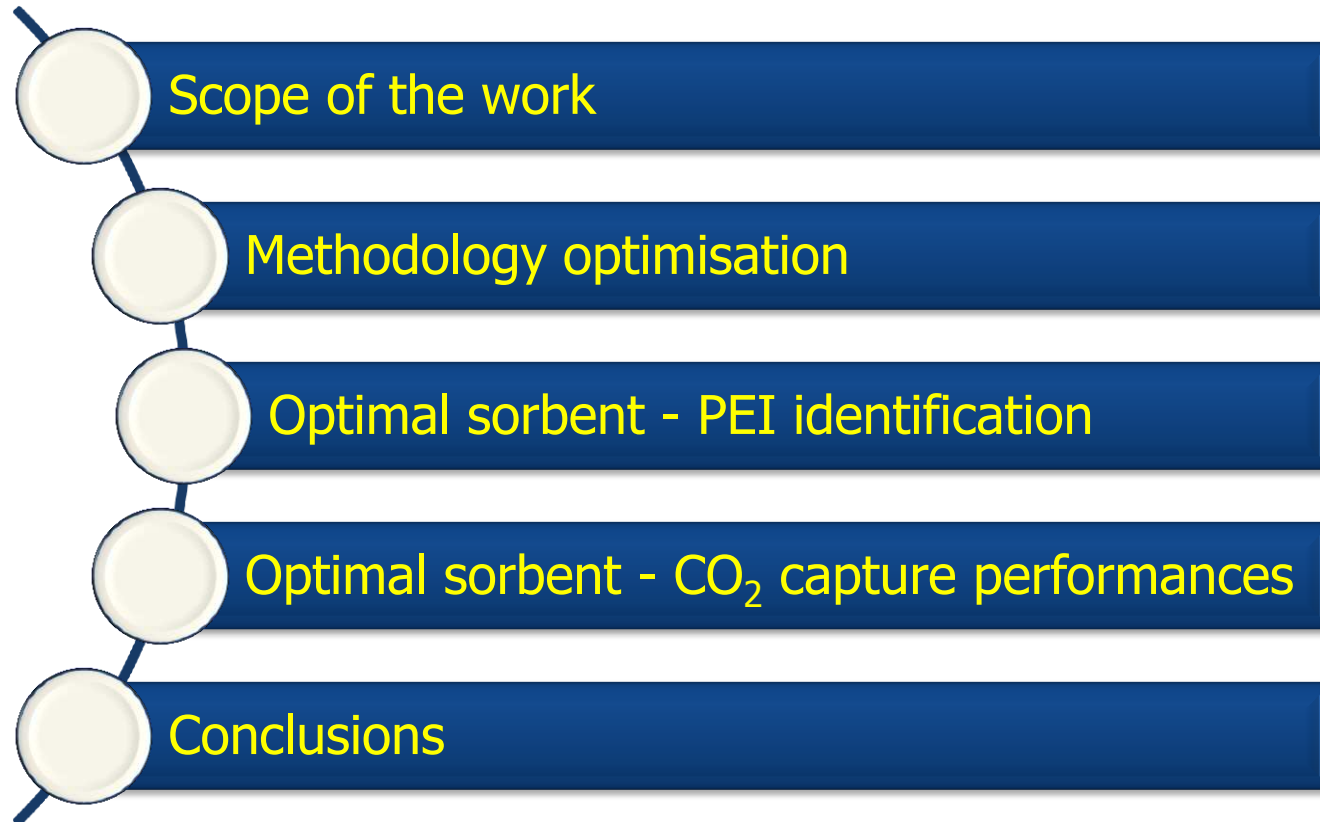 Scope of the work
Methodology optimisation
Optimal sorbent - PEI identification
Optimal sorbent - CO₂ capture performances
Conclusions